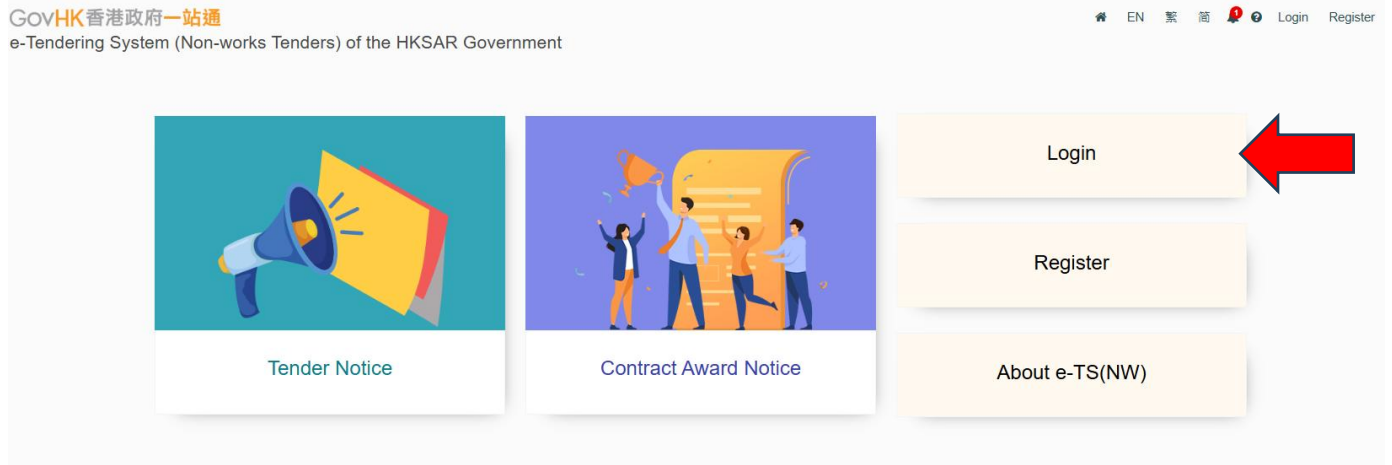 GovHK香港政府一站通
EN 繁 简 1 Login Register
e-Tendering System (Non-works Tenders) of the HKSAR Government
Login
Register
Tender Notice
Contract Award Notice
About e-TS(NW)